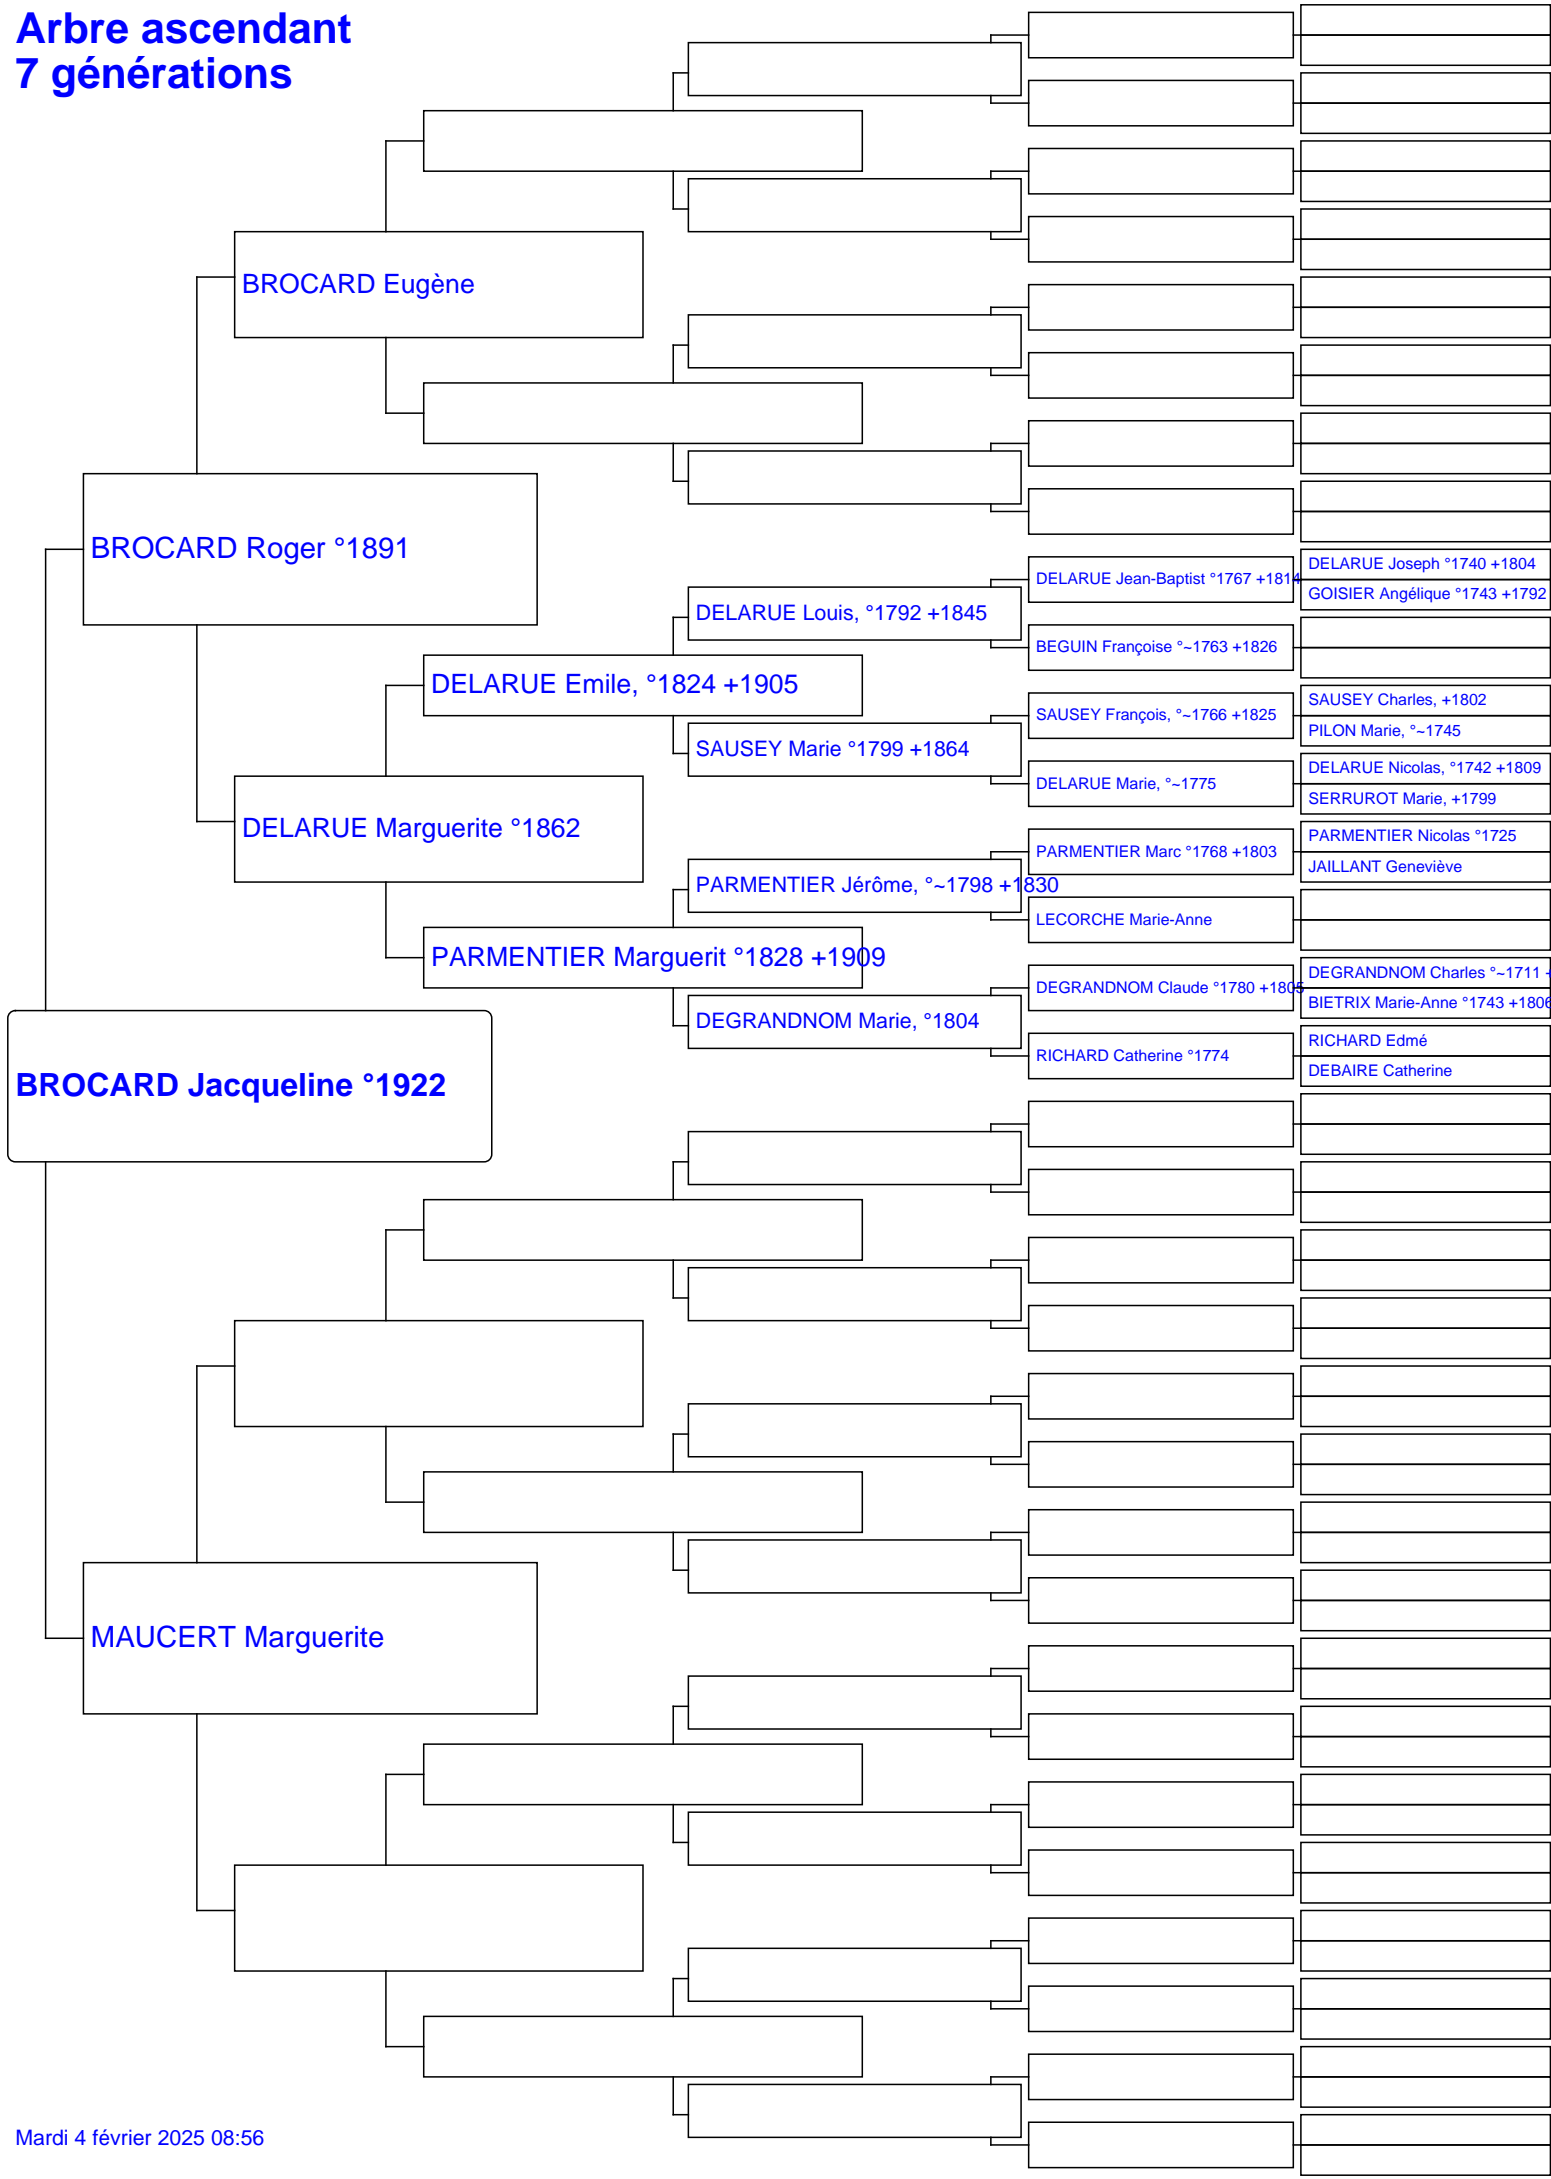 Arbre ascendant
7 générations
BROCARD Eugène
BROCARD Roger °1891
DELARUE Joseph °1740 +1804
DELARUE Jean-Baptist °1767 +1814
GOISIER Angélique °1743 +1792
DELARUE Louis, °1792 +1845
BEGUIN Françoise °~1763 +1826
DELARUE Emile, °1824 +1905
SAUSEY Charles, +1802
SAUSEY François, °~1766 +1825
PILON Marie, °~1745
SAUSEY Marie °1799 +1864
DELARUE Nicolas, °1742 +1809
DELARUE Marie, °~1775
SERRUROT Marie, +1799
DELARUE Marguerite °1862
PARMENTIER Nicolas °1725
PARMENTIER Marc °1768 +1803
JAILLANT Geneviève
PARMENTIER Jérôme, °~1798 +1830
LECORCHE Marie-Anne
PARMENTIER Marguerit °1828 +1909
DEGRANDNOM Charles °~1711 +
DEGRANDNOM Claude °1780 +1805
BIETRIX Marie-Anne °1743 +1806
DEGRANDNOM Marie, °1804
RICHARD Edmé
RICHARD Catherine °1774
DEBAIRE Catherine
BROCARD Jacqueline °1922
MAUCERT Marguerite
Mardi 4 février 2025 08:56